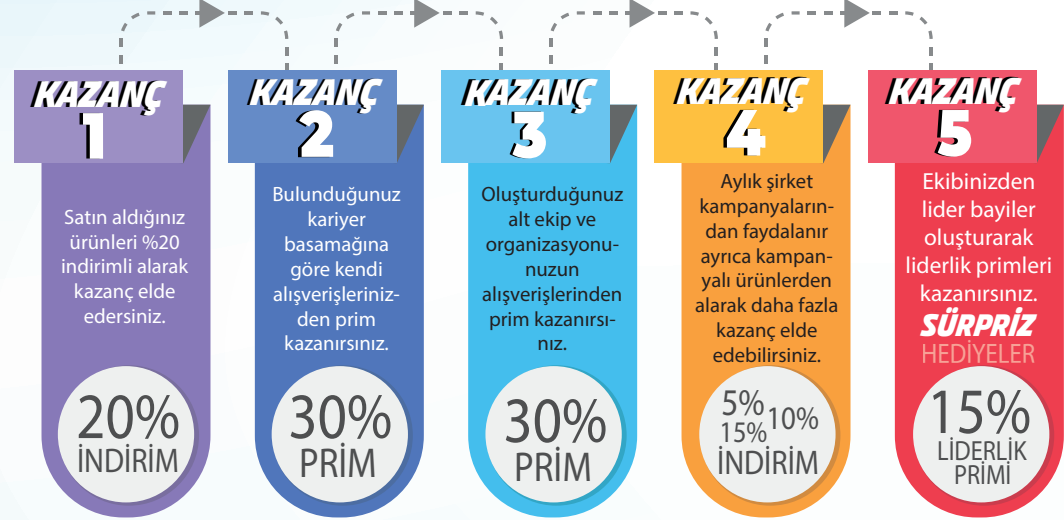 KAZANÇ
1
Satın aldığınız
ürünleri %20
indirimli alarak
kazanç elde
edersiniz.
20%
İNDİRİM
KAZANÇ
2
Bulunduğunuz
kariyer
basamağına
göre kendi
alışverişleriniz-
den prim
kazanırsınız.
30%
PRİM
KAZANÇ
3
Oluşturduğunuz
alt ekip ve
organizasyonu-
nuzun
alışverişlerinden
prim kazanırsı-
nız.
30%
PRİM
KAZANÇ
4
Aylık şirket
kampanyaların-
dan faydalanır
ayrıca kampan-
yalı ürünlerden
alarak daha fazla
kazanç elde
edebilirsiniz.
5%
10%
15%
İNDİRİM
KAZANÇ
5
Ekibinizden
lider bayiler
oluşturarak
liderlik primleri
kazanırsınız.
SÜRPRİZ
HEDİYELER
15%
LİDERLİK
PRİMİ